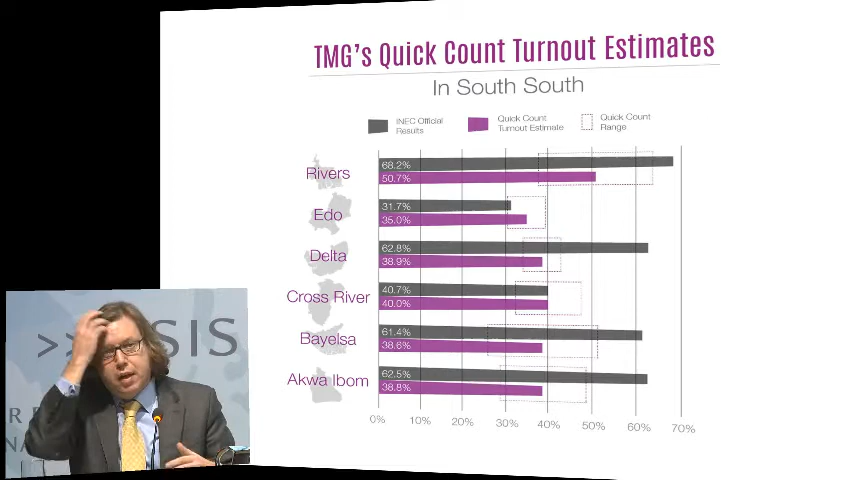 TMG's Quick Count Turnout Estimates
In South South
INEC Official
Results
Quick Count
Turnout Estimate
Quick Count
Range
Rivers
68.2%
50.7%
Edo
31.7%
35.0%
Delta
62.8%
38.9%
Cross River
40.7%
40.0%
Bayelsa
61.4%
38.6%
Akwa Ibom
62.5%
38.8%
0% 10% 20% 30% 40% 50% 60% 70%
SIS